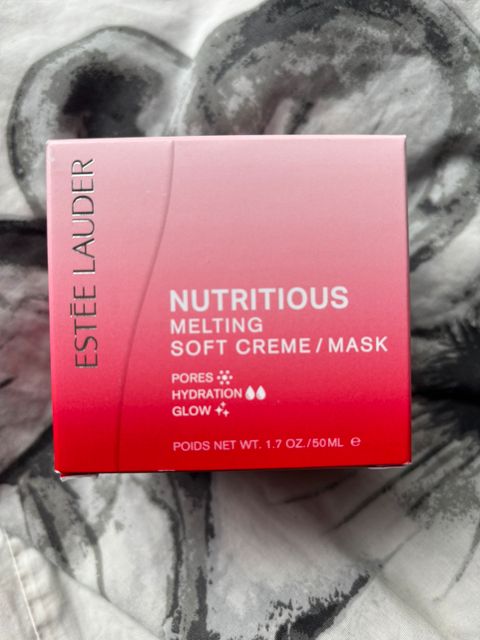 ESTĒE LAUDER
NUTRITIOUS
MELTING
SOFT CREME / MASK
PORES
HYDRATION
GLOW
POIDS NET WT. 1.7 OZ./50ML ℮